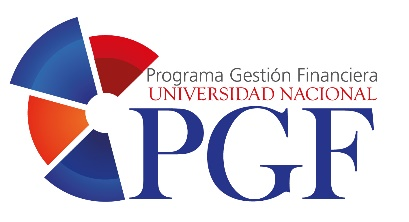 Programa Gestión Financiera
UNIVERSIDAD NACIONAL
PGF